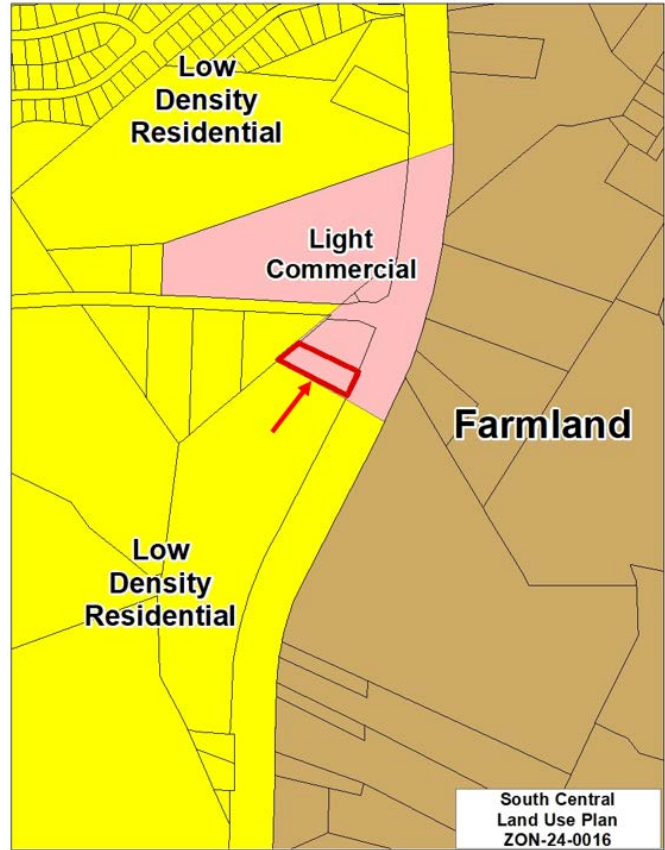 Low
Density
Residential
Light
Commercial
Farmland
Low
Density
Residential
South Central
Land Use Plan
ZON-24-0016